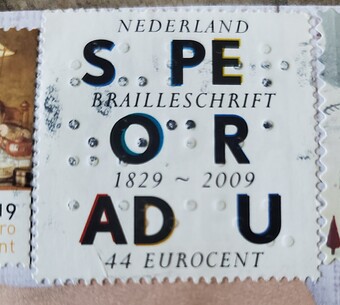 NEDERLAND
S PE
BRAILLESCHRIFT
O R
1829 ~ 2009
AD U
44 EUROCENT